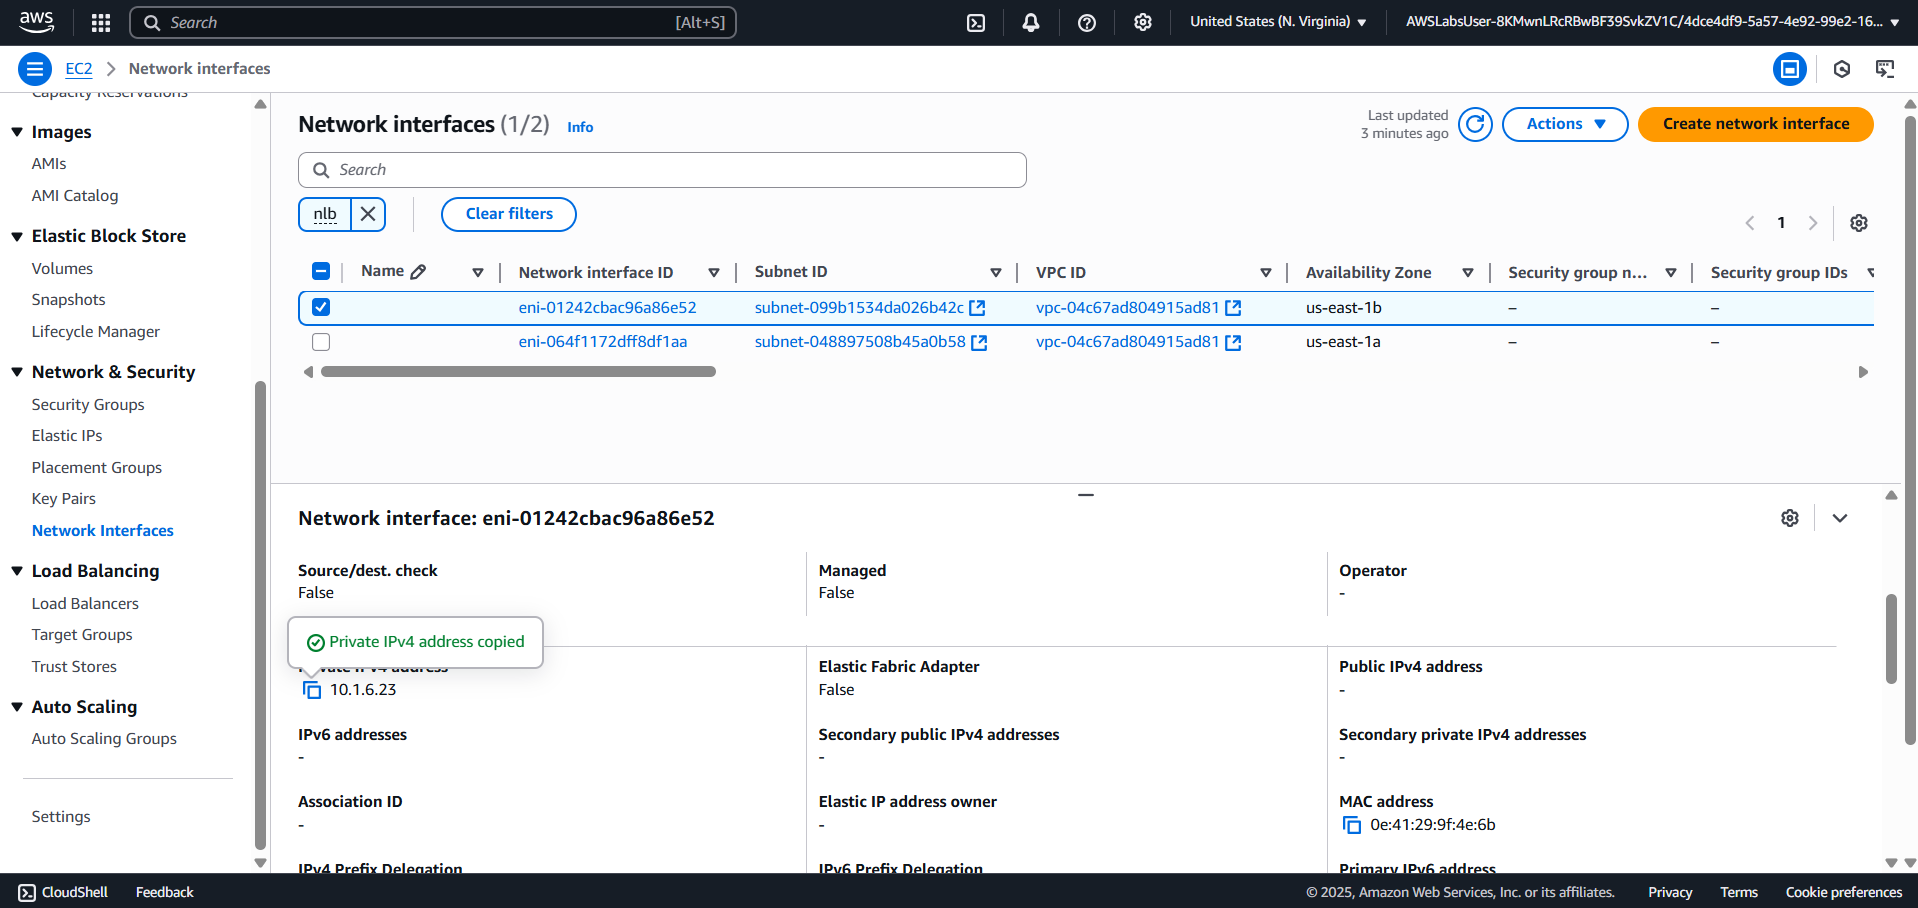 aws
Search
[Alt+S]
United States (N. Virginia)
AWSLabsUser-8KMwnLRcRBwBF39SvkZV1C/4dce4df9-5a57-4e92-99e2-16...
EC2
Network interfaces
Capacity Reservations
Images
AMIs
AMI Catalog
Elastic Block Store
Volumes
Snapshots
Lifecycle Manager
Network & Security
Security Groups
Elastic IPs
Placement Groups
Key Pairs
Network Interfaces
Load Balancing
Load Balancers
Target Groups
Trust Stores
Auto Scaling
Auto Scaling Groups
Settings
Network interfaces (1/2) Info
Last updated
3 minutes ago
Actions
Create network interface
Search
nlb
Clear filters
1
Name Network interface ID Subnet ID VPC ID Availability Zone Security group n... Security group IDs
eni-01242cbac96a86e52 subnet-099b1534da026b42c vpc-04c67ad804915ad81 us-east-1b – –
eni-064f1172dff8df1aa subnet-048897508b45a0b58 vpc-04c67ad804915ad81 us-east-1a – –
Network interface: eni-01242cbac96a86e52
Source/dest. check Managed Operator
False False -
Private IPv4 address copied
Private IPv4 address Elastic Fabric Adapter Public IPv4 address
10.1.6.23 False -
IPv6 addresses Secondary public IPv4 addresses Secondary private IPv4 addresses
- - -
Association ID Elastic IP address owner MAC address
- - 0e:41:29:9f:4e:6b
IPv4 Prefix Delegation IPv6 Prefix Delegation Primary IPv6 address
CloudShell Feedback
© 2025, Amazon Web Services, Inc. or its affiliates. Privacy Terms Cookie preferences